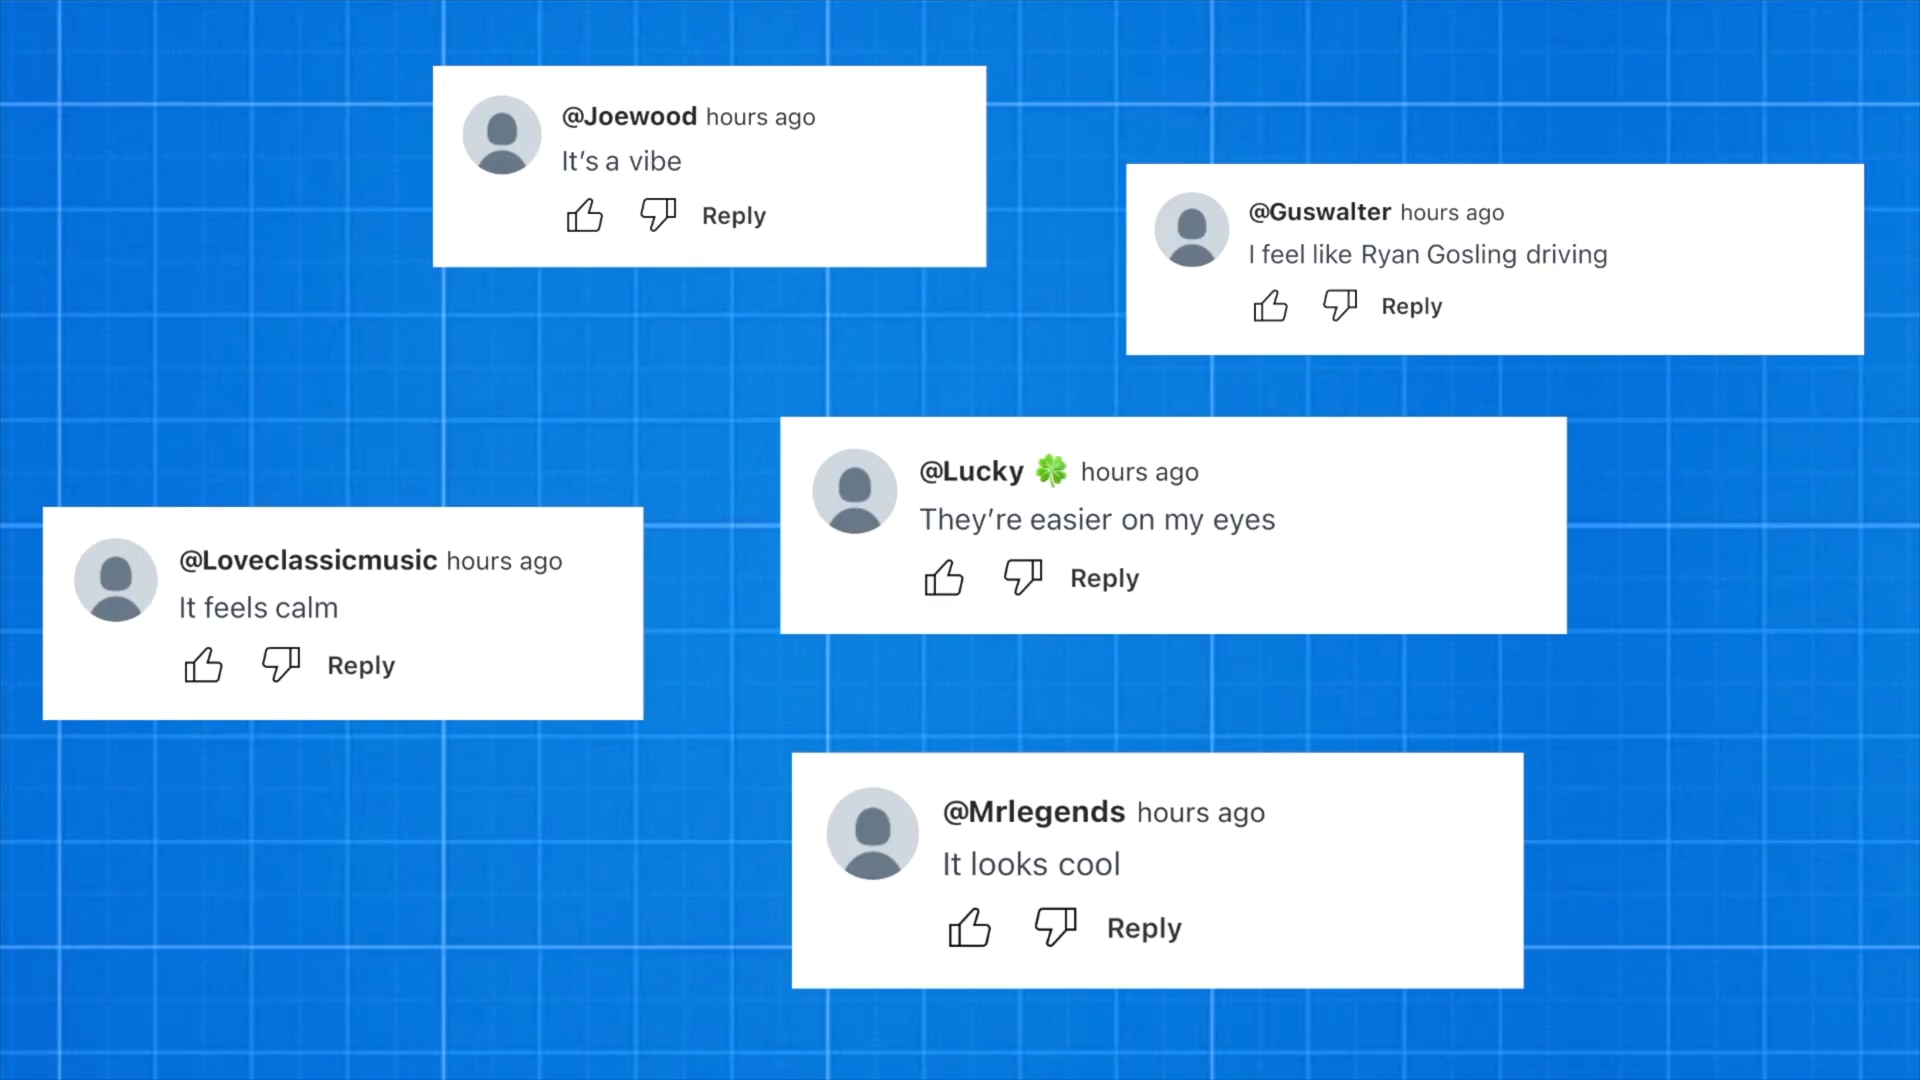 @Joewood hours ago
It's a vibe
Reply
@Guswalter hours ago
I feel like Ryan Gosling driving
Reply
@Lucky 🍀 hours ago
They're easier on my eyes
Reply
@Loveclassicmusic hours ago
It feels calm
Reply
@Mrlegends hours ago
It looks cool
Reply